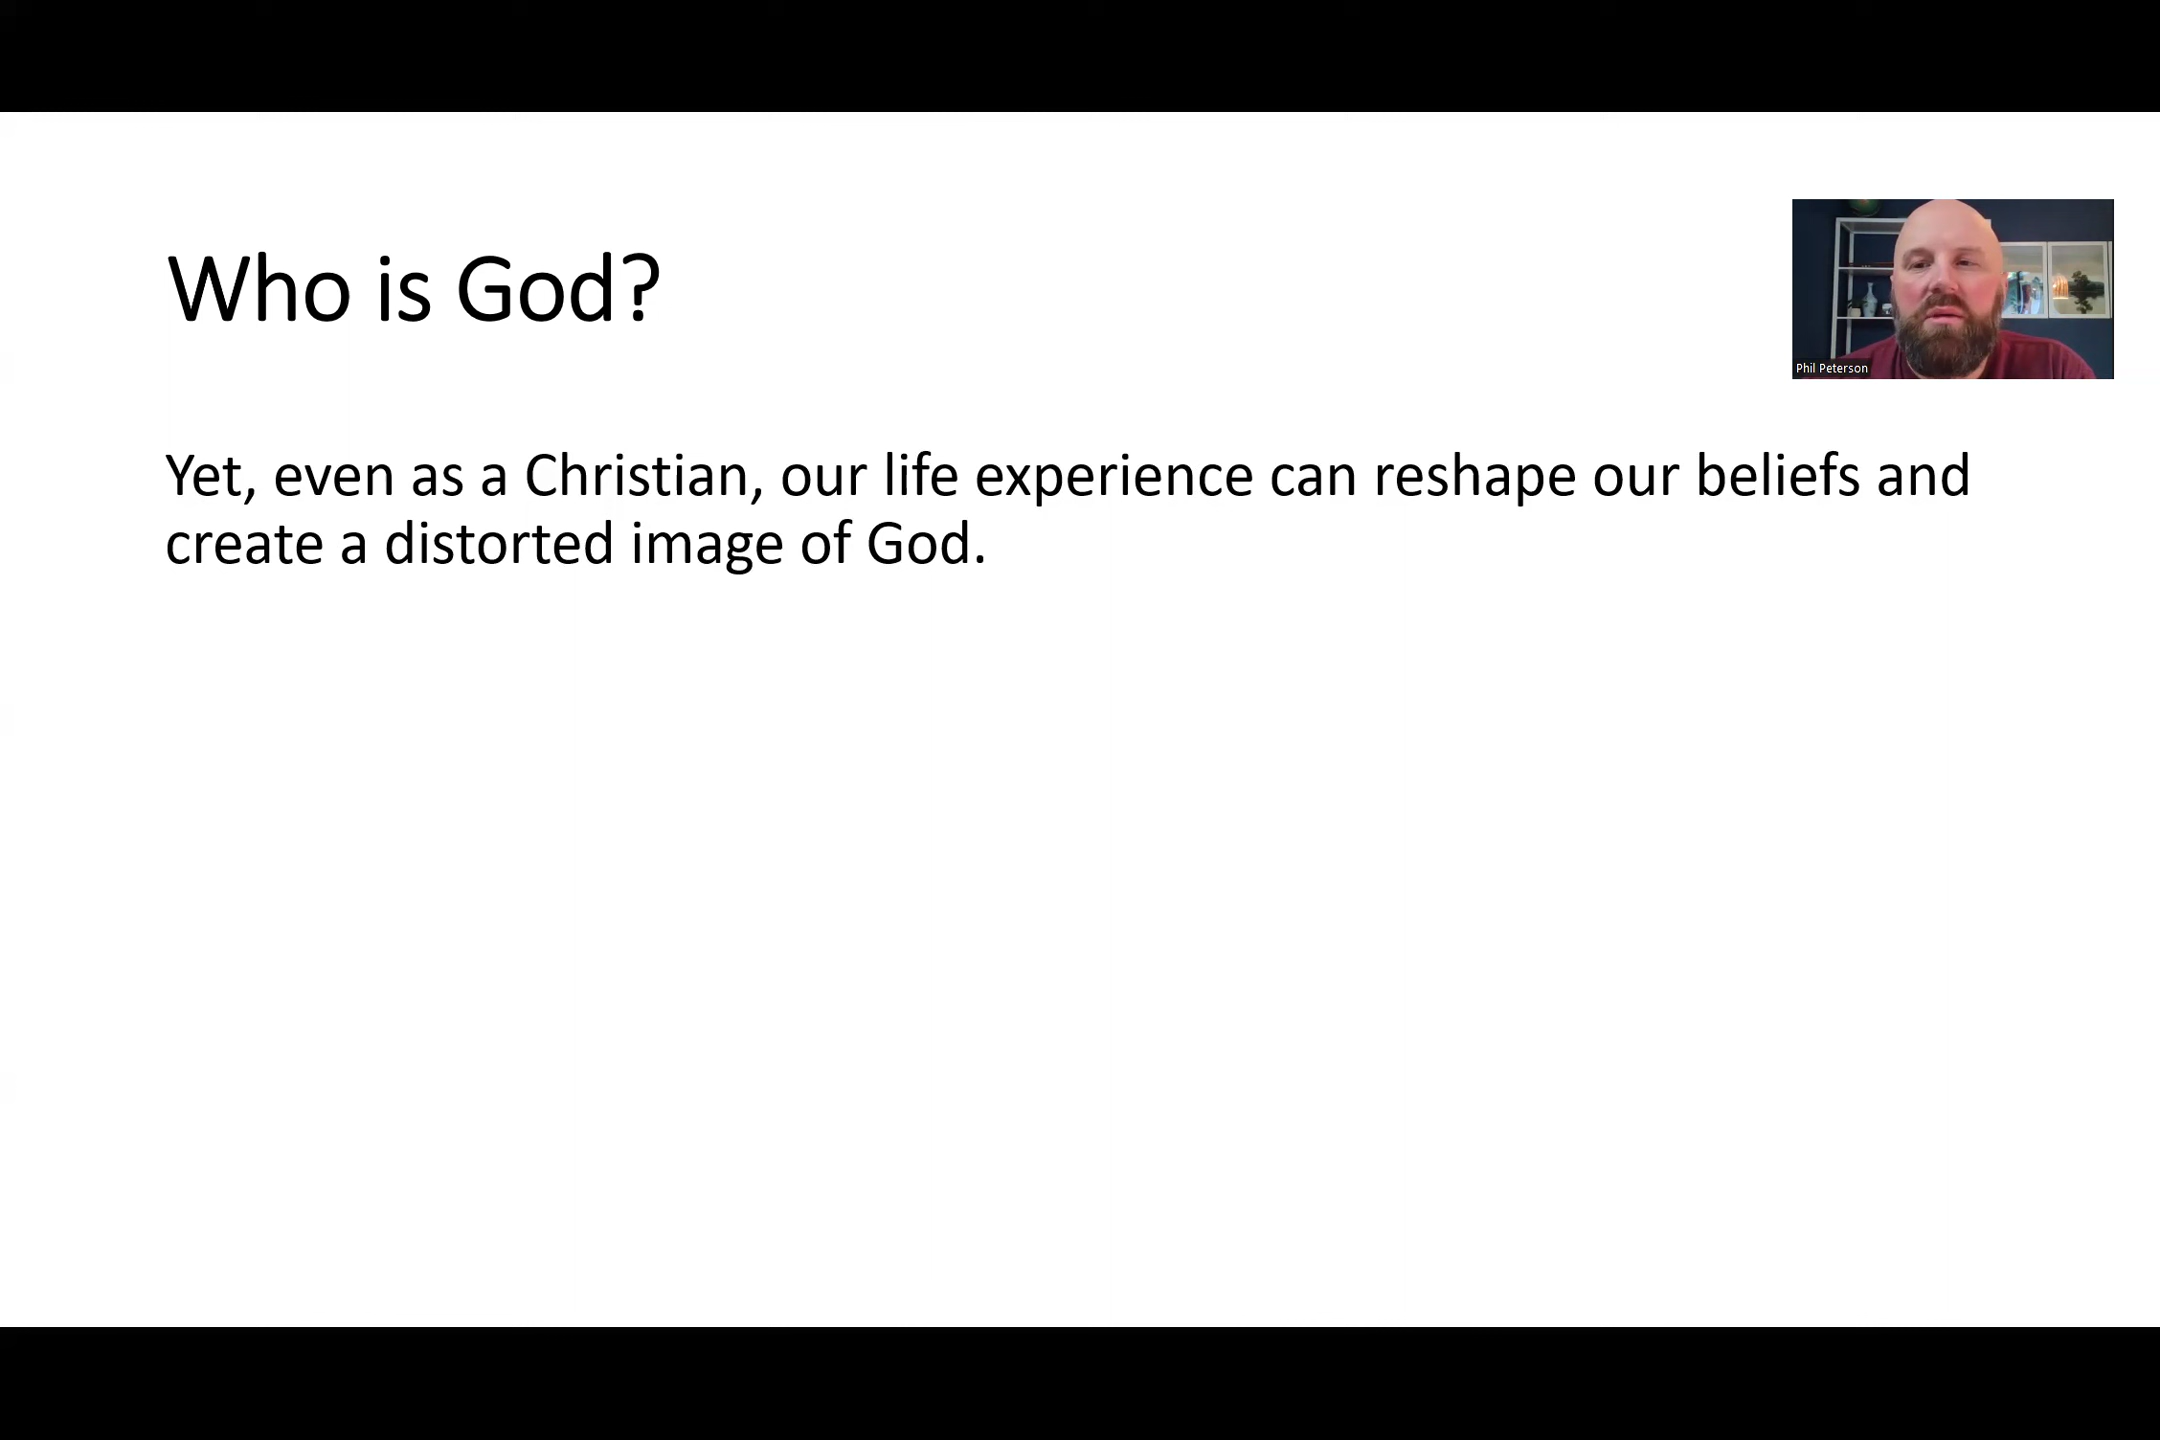 Who is God?
Phil Peterson
Yet, even as a Christian, our life experience can reshape our beliefs and
create a distorted image of God.